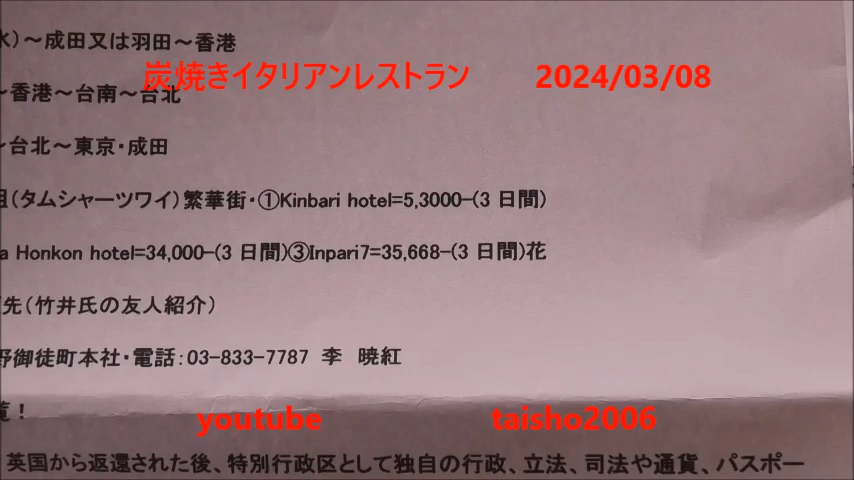 水)～成田又は羽田～香港
炭焼きイタリアンレストラン 2024/03/08
～香港～台南～台北
～台北～東京・成田
(タムシャーツワイ)繁華街・①Kinbari hotel=5,3000-(3 日間)
a Honkon hotel=34,000-(3 日間)③Inpari7=35,668-(3 日間)花
先(竹井氏の友人紹介)
野御徒町本社・電話:03-833-7787 李 暁紅
覧!
youtube taisho2006
英国から返還された後、特別行政区として独自の行政、立法、司法や通貨、パスポー